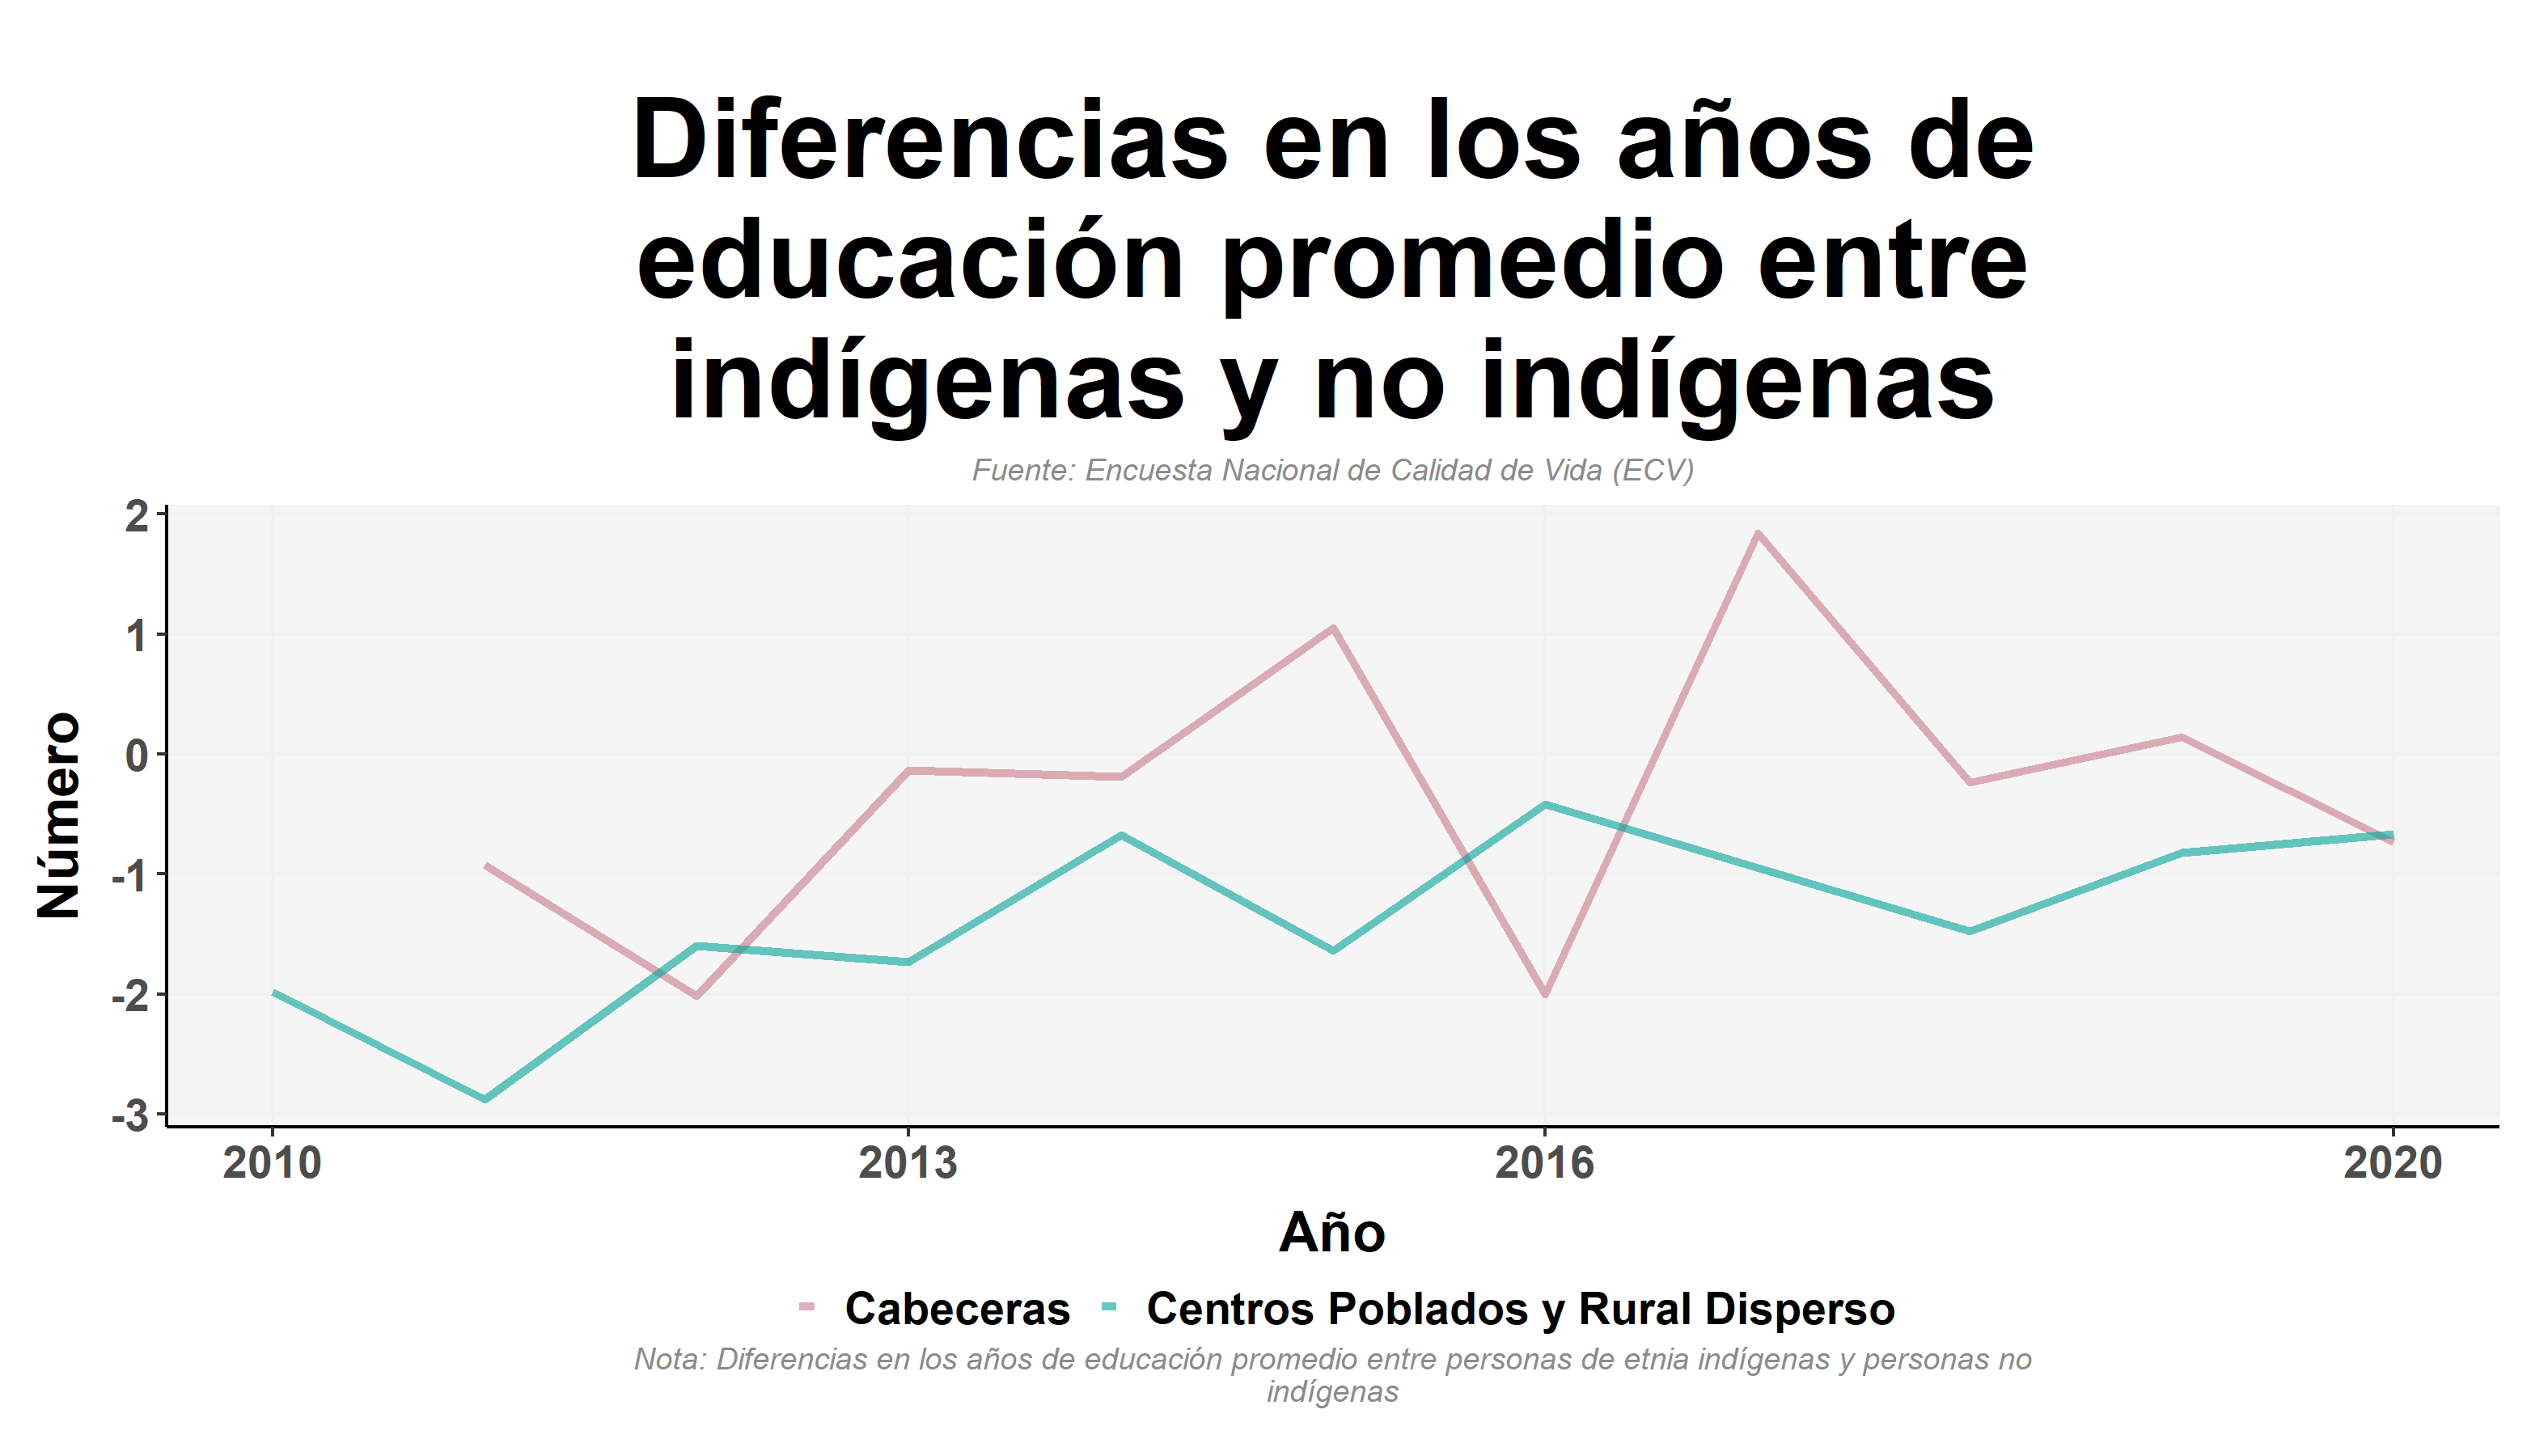 Diferencias en los años de
educación promedio entre
indígenas y no indígenas
Fuente: Encuesta Nacional de Calidad de Vida (ECV)
2
1
0
-1
-2
-3
Número
2010 2013 2016 2020
Año
Cabeceras Centros Poblados y Rural Disperso
Nota: Diferencias en los años de educación promedio entre personas de etnia indígenas y personas no
indígenas